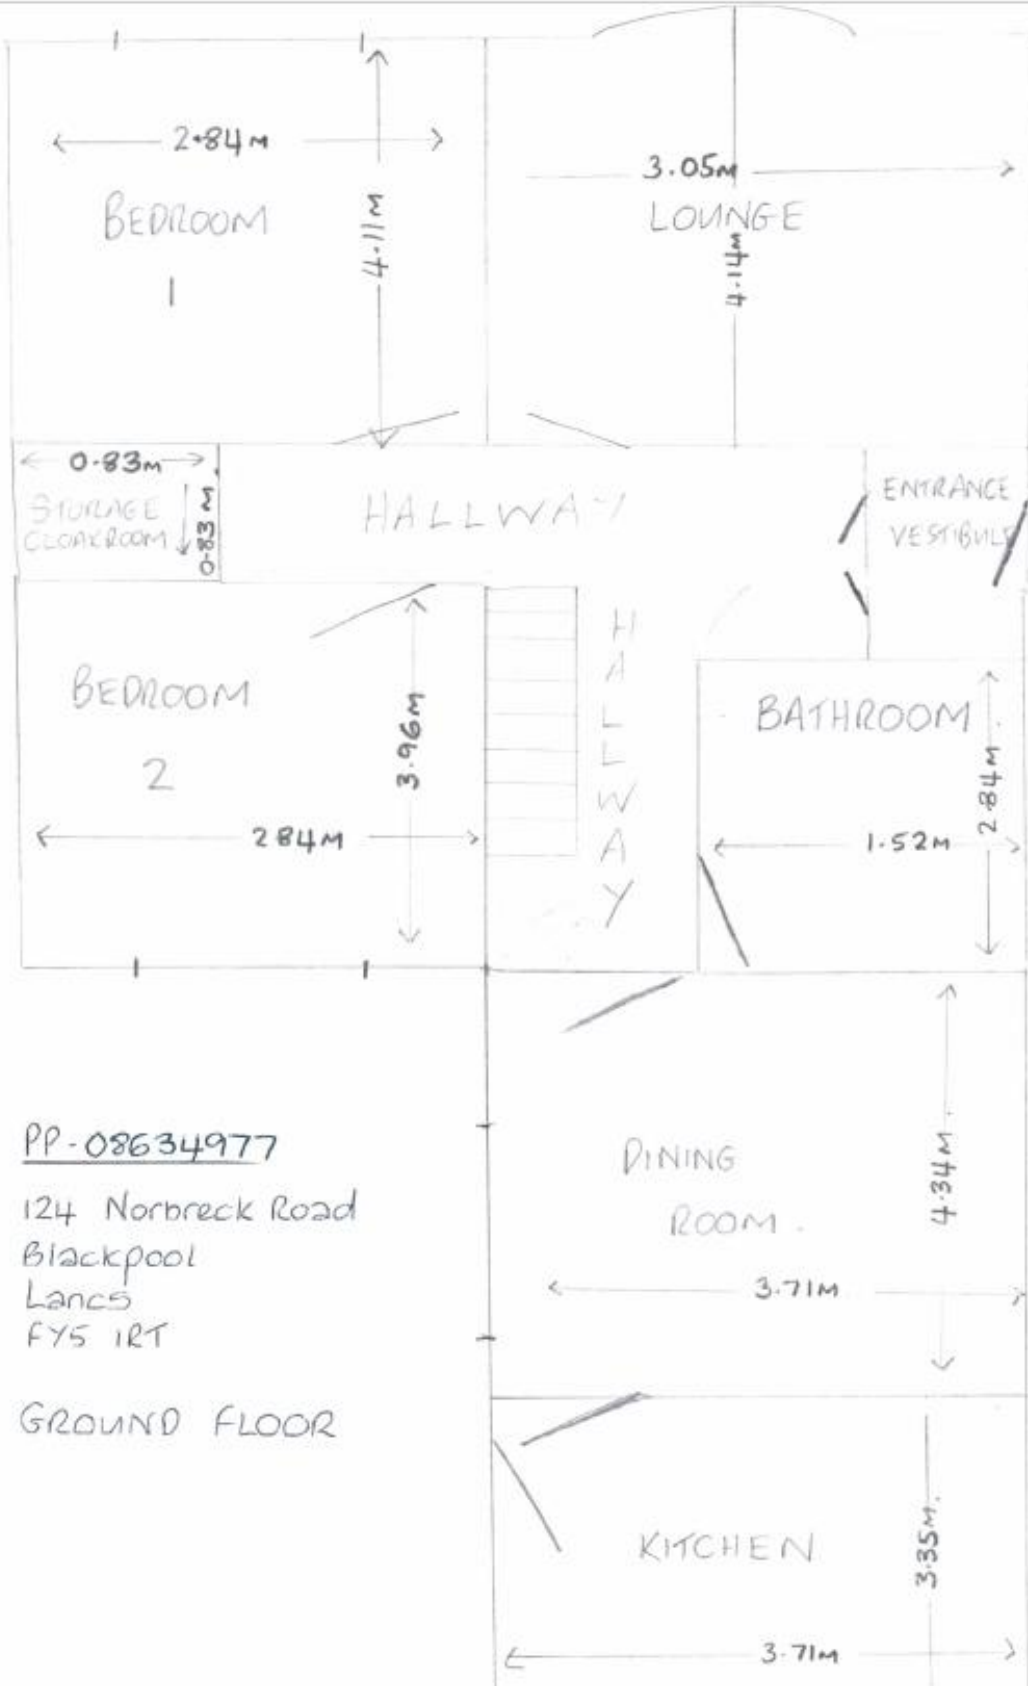 2.84M
BEDROOM
1
4.11M
3.05M
LOUNGE
4.14M
0.83M
STORAGE
CLOAKROOM
0.83 M
HALLWAY
ENTRANCE
VESTIBULE
BEDROOM
2
3.96M
284M
HALLWAY
BATHROOM
2.84M.
1.52M
PP-08634977
124 Norbreck Road
Blackpool
Lancs
FY5 1RT
GROUND FLOOR
DINING
ROOM.
4.34M.
3.71M
KITCHEN
3.35M.
3.71M